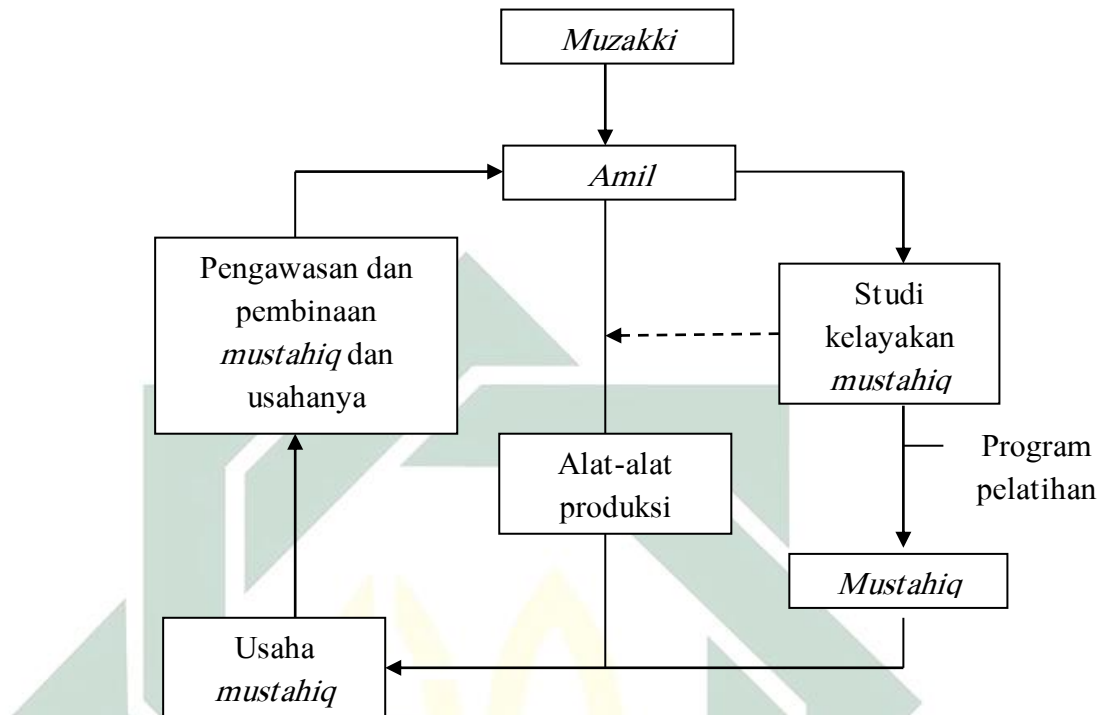 Muzakki
Amil
Pengawasan dan
pembinaan
mustahiq dan
usahanya
Studi
kelayakan
mustahiq
Alat-alat
produksi
Program
pelatihan
Mustahiq
Usaha
mustahiq